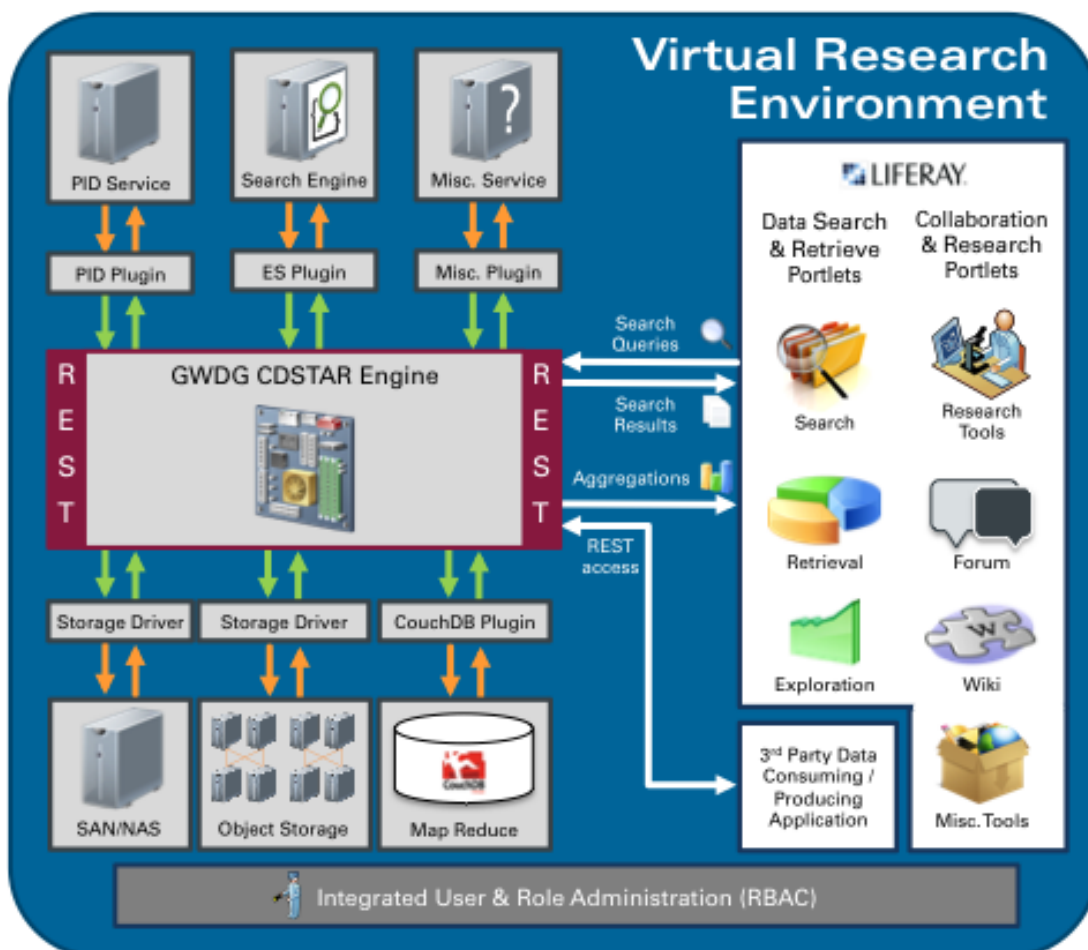 Virtual Research
Environment
PID Service
Search Engine
Misc. Service
?
PID Plugin
ES Plugin
Misc. Plugin
R
E
S
T
GWDG CDSTAR Engine
R
E
S
T
Search
Queries
Search
Results
Aggregations
REST
access
Storage Driver
Storage Driver
CouchDB Plugin
SAN/NAS
Object Storage
CouchDB
Map Reduce
LIFERAY.
Data Search
& Retrieve
Portlets
Collaboration
& Research
Portlets
Search
Research
Tools
Retrieval
Forum
Exploration
W
Wiki
3rd Party Data
Consuming /
Producing
Application
Misc. Tools
Integrated User & Role Administration (RBAC)